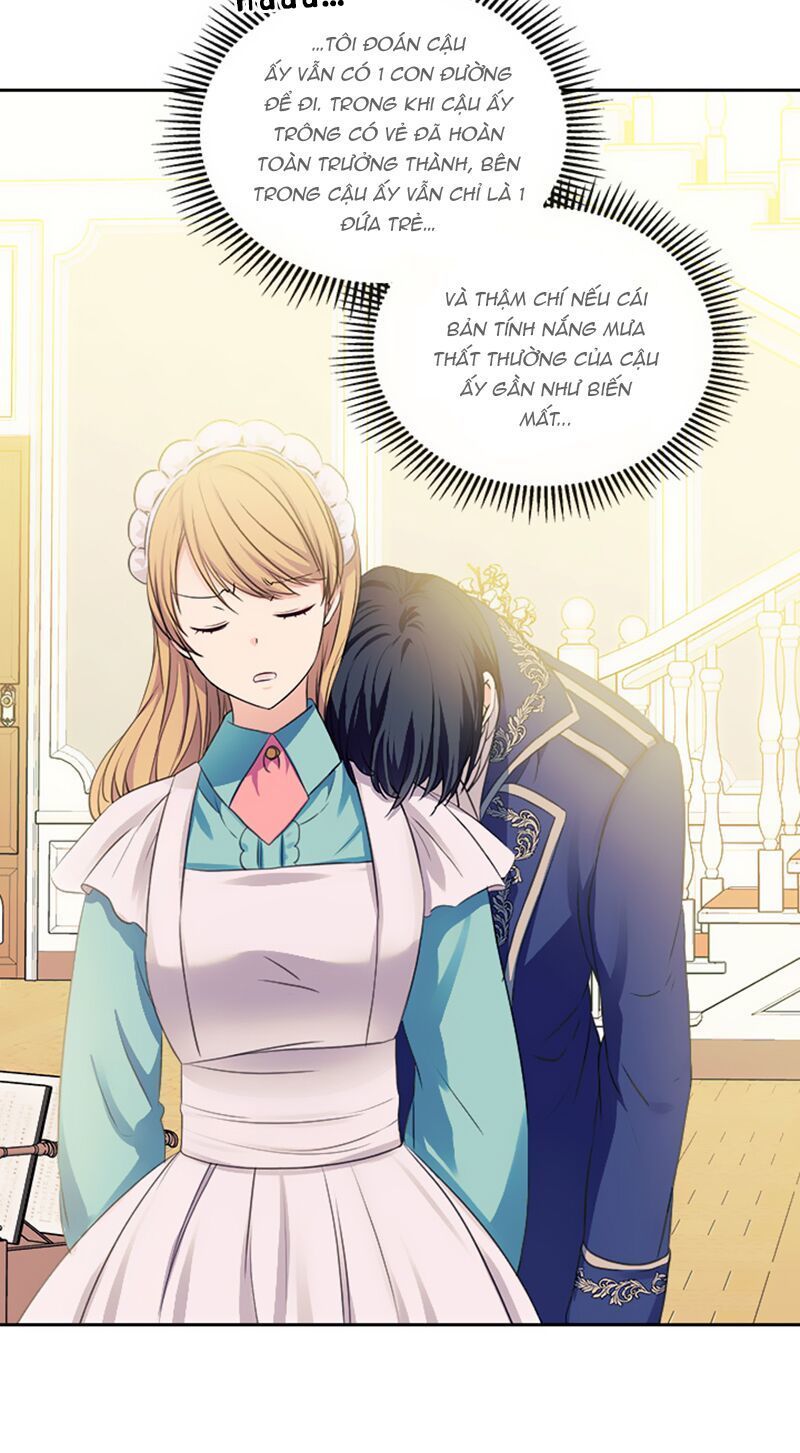 ...TÔI ĐOÁN CẬU
ẤY VẪN CÓ 1 CON ĐƯỜNG
ĐỂ ĐI. TRONG KHI CẬU ẤY
TRÔNG CÓ VẺ ĐÃ HOÀN
TOÀN TRƯỞNG THÀNH, BÊN
TRONG CẬU ẤY VẪN CHỈ LÀ 1
ĐỨA TRẺ...
VÀ THẬM CHÍ NẾU CÁI
BẢN TÍNH NẮNG MƯA
THẤT THƯỜNG CỦA CẬU
ẤY GẦN NHƯ BIẾN
MẤT...